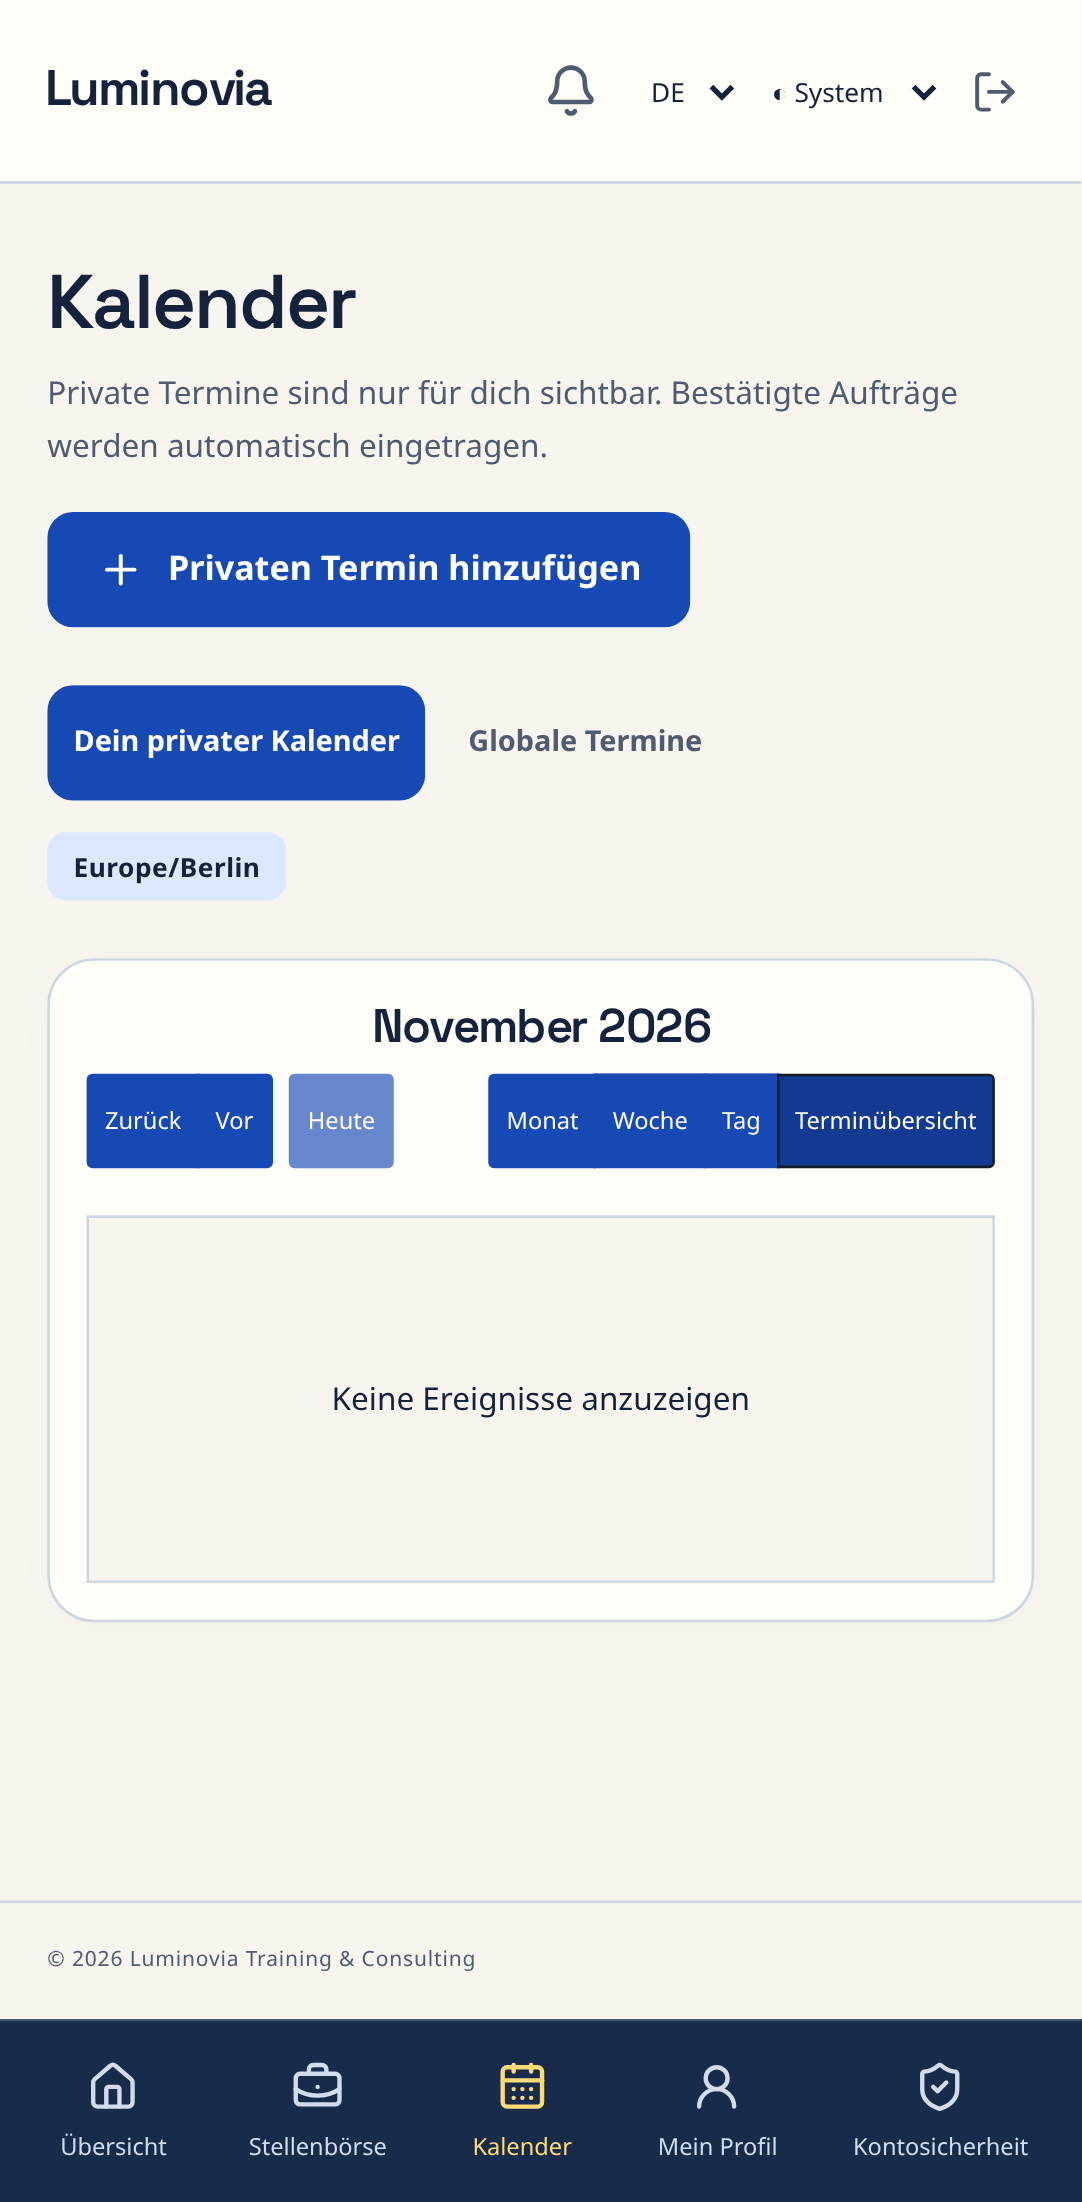 Luminovia
DE
System
Kalender
Private Termine sind nur für dich sichtbar. Bestätigte Aufträge
werden automatisch eingetragen.
Privaten Termin hinzufügen
Dein privater Kalender Globale Termine
Europe/Berlin
November 2026
Zurück Vor Heute Monat Woche Tag Terminübersicht
Keine Ereignisse anzuzeigen
© 2026 Luminovia Training & Consulting
Übersicht Stellenbörse Kalender Mein Profil Kontosicherheit